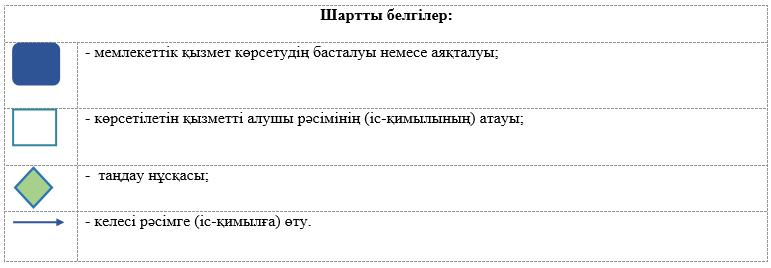 Шартты белгілер:
- мемлекеттік қызмет көрсетудің басталуы немесе аяқталуы;
- көрсетілетін қызметті алушы рәсімінің (іс-қимылының) атауы;
- таңдау нұсқасы;
- келесі рәсімге (іс-қимылға) өту.